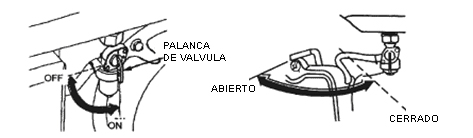 PALANCA
DE VALVULA
OFF
ON
ABIERTO
CERRADO